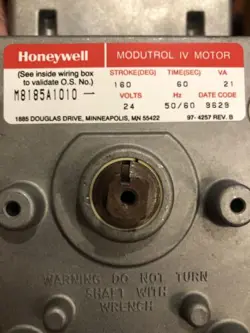 Honeywell MODUTROL IV MOTOR
(See inside wiring box to validate O.S. No.) STROKE(DEG) TIME(SEC) VA
160 60 21
M8185A1010— VOLTS Hz DATE CODE
24 50/60 9629
1885 DOUGLAS DRIVE, MINNEAPOLIS, MN 55422 97-4257 REV. B
WARNING DO NOT TURN
SHAFT WITH
WRENCH